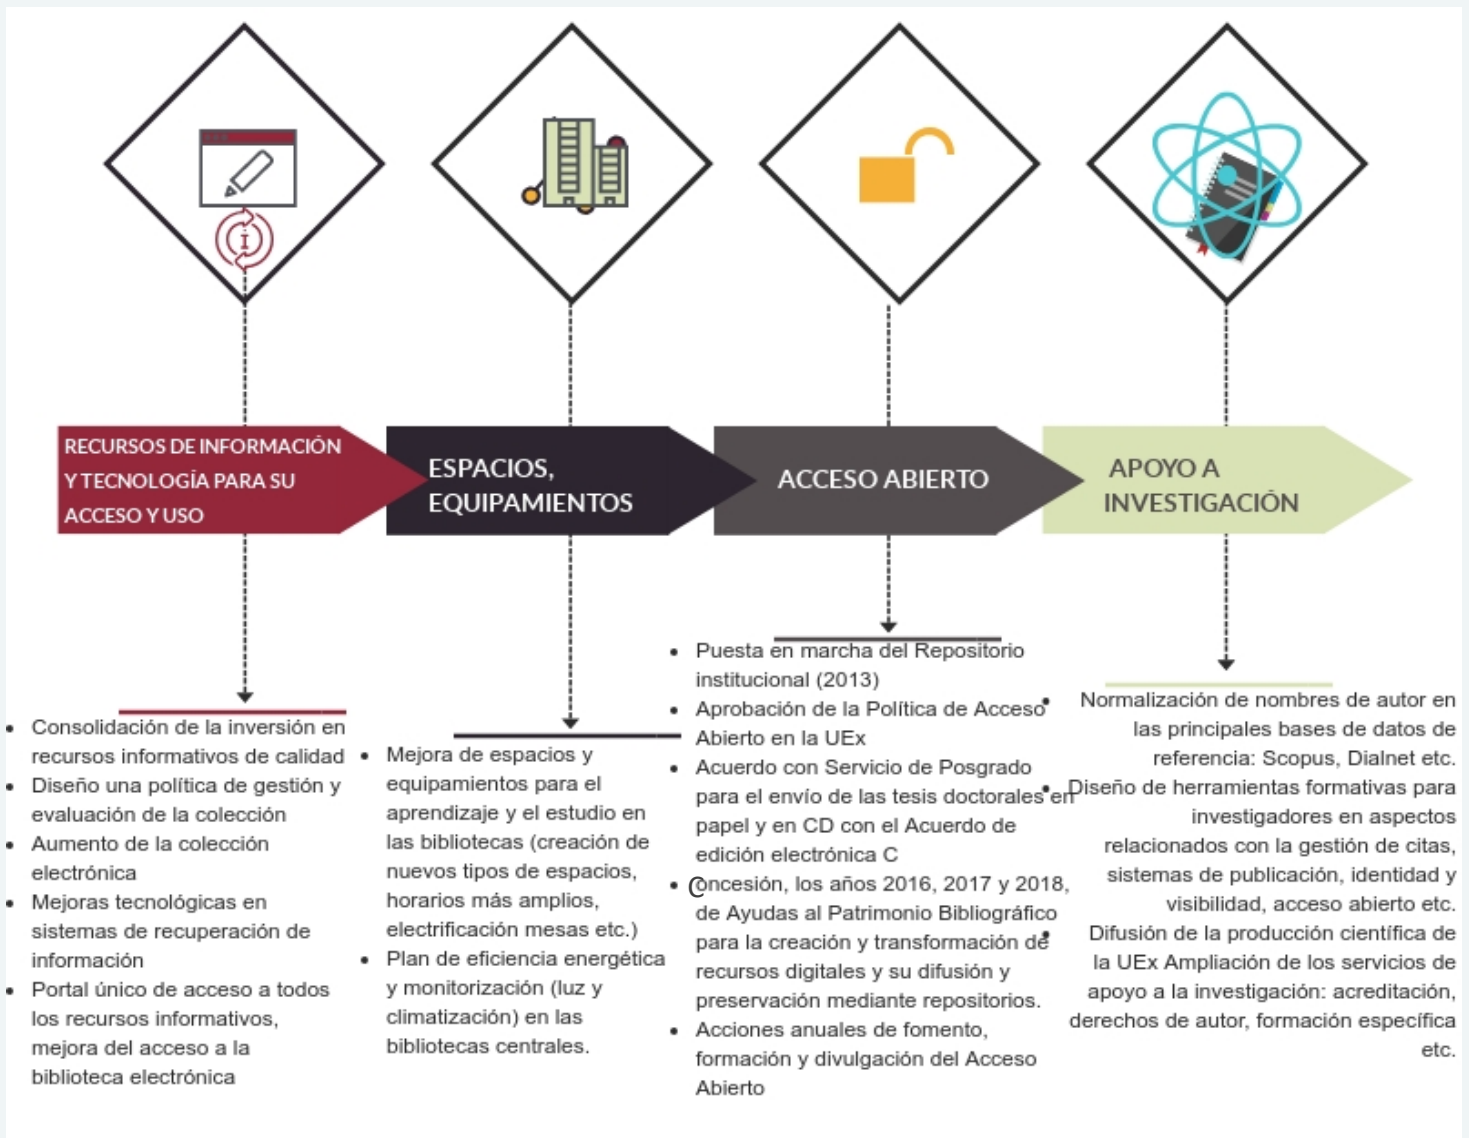 I
RECURSOS DE INFORMACIÓN
Y TECNOLOGÍA PARA SU
ACCESO Y USO
ESPACIOS,
EQUIPAMIENTOS
ACCESO ABIERTO
APOYO A
INVESTIGACIÓN
• Consolidación de la inversión en
recursos informativos de calidad
• Diseño una política de gestión y
evaluación de la colección
• Aumento de la colección
electrónica
• Mejoras tecnológicas en
sistemas de recuperación de
información
• Portal único de acceso a todos
los recursos informativos,
mejora del acceso a la
biblioteca electrónica
• Mejora de espacios y
equipamientos para el
aprendizaje y el estudio en
las bibliotecas (creación de
nuevos tipos de espacios,
horarios más amplios,
electrificación mesas etc.)
• Plan de eficiencia energética
y monitorización (luz y
climatización) en las
bibliotecas centrales.
• Puesta en marcha del Repositorio
institucional (2013)
• Aprobación de la Política de Acceso
Abierto en la UEx
• Acuerdo con Servicio de Posgrado
para el envío de las tesis doctorales en
papel y en CD con el Acuerdo de
edición electrónica C
• Concesión, los años 2016, 2017 y 2018,
de Ayudas al Patrimonio Bibliográfico
para la creación y transformación de
recursos digitales y su difusión y
preservación mediante repositorios.
• Acciones anuales de fomento,
formación y divulgación del Acceso
Abierto
• Normalización de nombres de autor en
las principales bases de datos de
referencia: Scopus, Dialnet etc.
• Diseño de herramientas formativas para
investigadores en aspectos
relacionados con la gestión de citas,
sistemas de publicación, identidad y
visibilidad, acceso abierto etc.
• Difusión de la producción científica de
la UEx Ampliación de los servicios de
apoyo a la investigación: acreditación,
derechos de autor, formación específica
etc.